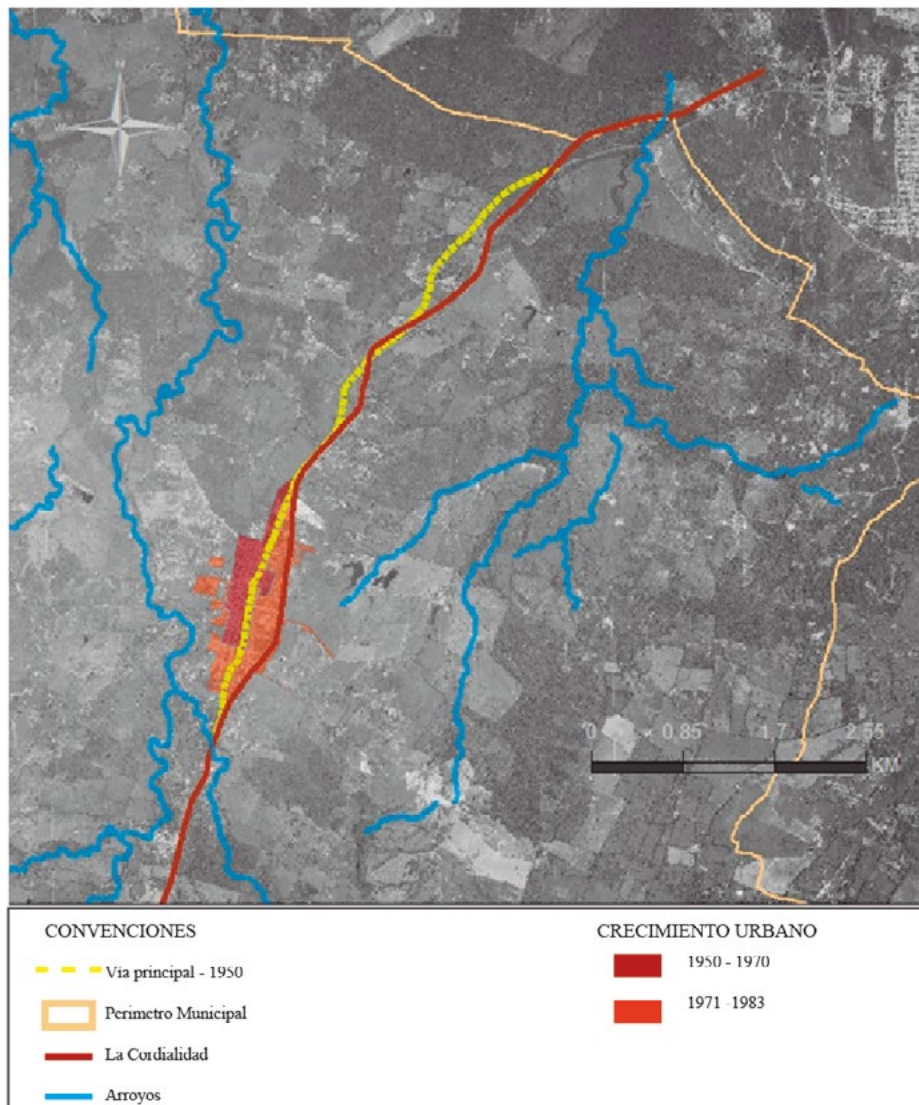 0 0.85 1.7 2.55
KM
CONVENCIONES
Via principal - 1950
Perimetro Municipal
La Cordialidad
Arroyos
CRECIMIENTO URBANO
1950 - 1970
1971 -1983